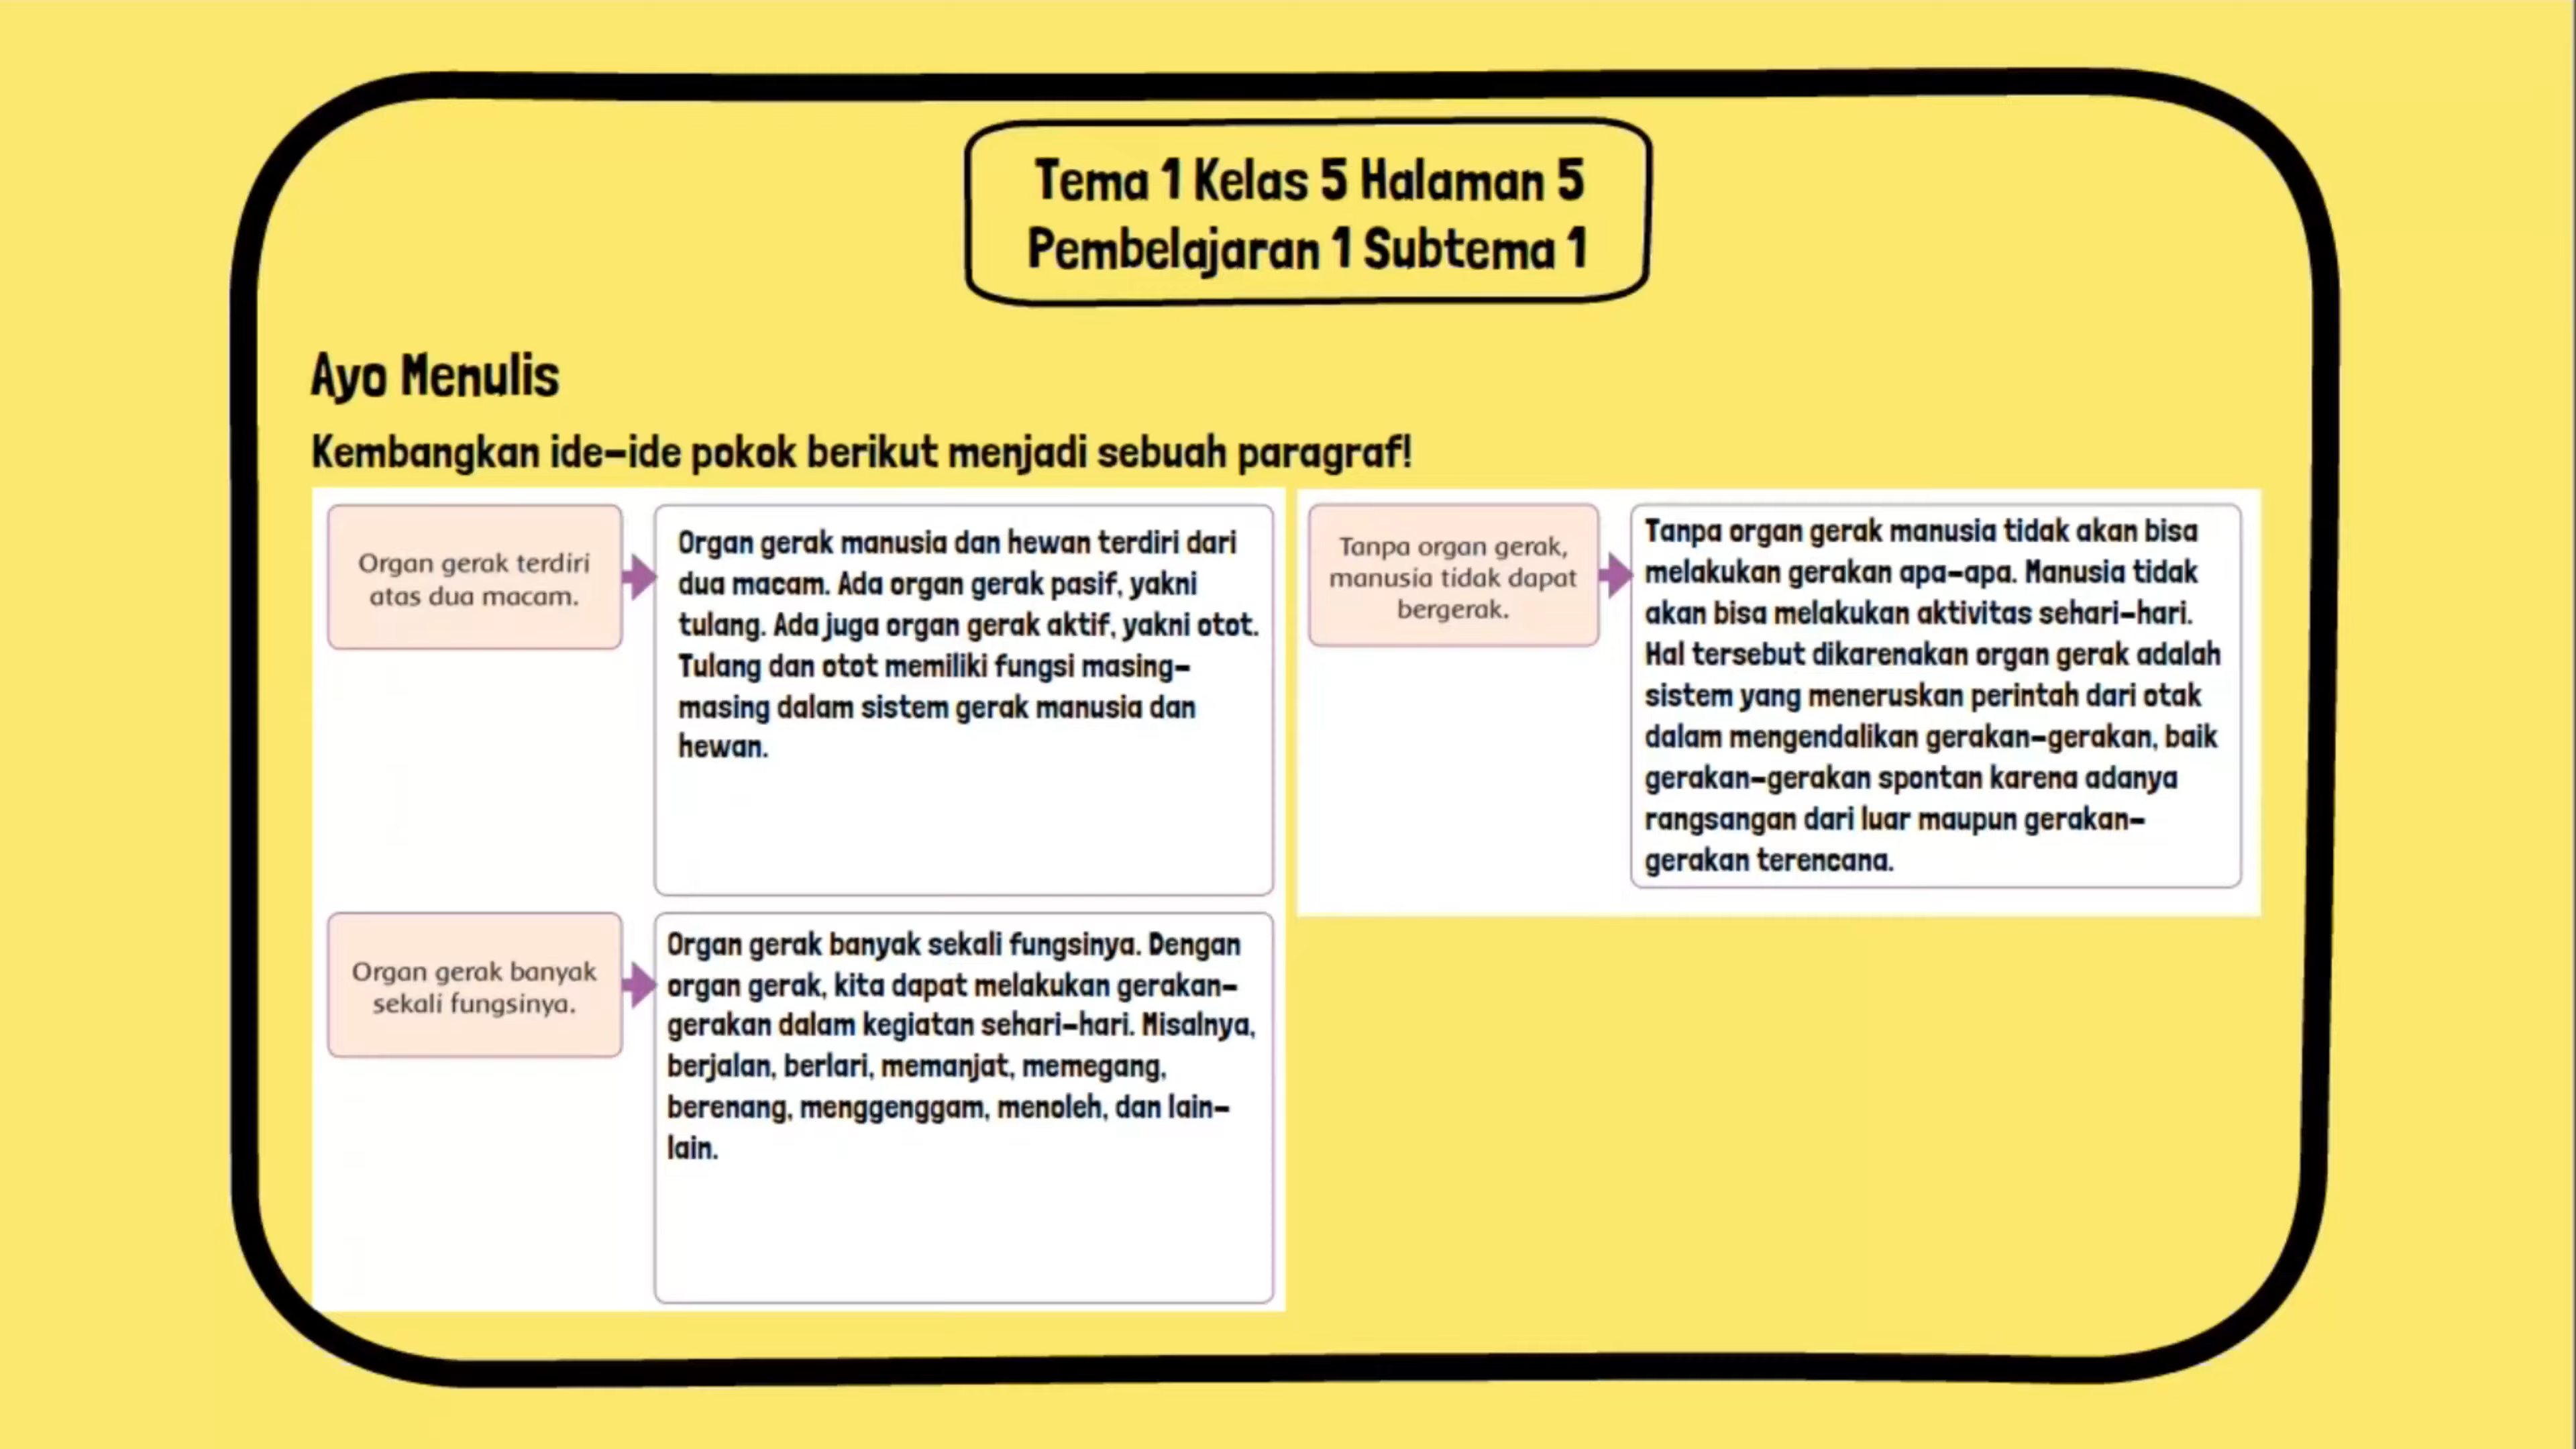 Tema 1 Kelas 5 Halaman 5
Pembelajaran 1 Subtema 1
Ayo Menulis
Kembangkan ide-ide pokok berikut menjadi sebuah paragraf!
Organ gerak terdiri
atas dua macam.
Organ gerak manusia dan hewan terdiri dari
dua macam. Ada organ gerak pasif, yakni
tulang. Ada juga organ gerak aktif, yakni otot.
Tulang dan otot memiliki fungsi masing-
masing dalam sistem gerak manusia dan
hewan.
Organ gerak banyak
sekali fungsinya.
Organ gerak banyak sekali fungsinya. Dengan
organ gerak, kita dapat melakukan gerakan-
gerakan dalam kegiatan sehari-hari. Misalnya,
berjalan, berlari, memanjat, memegang,
berenang, menggenggam, menoleh, dan lain-
lain.
Tanpa organ gerak,
manusia tidak dapat
bergerak.
Tanpa organ gerak manusia tidak akan bisa
melakukan gerakan apa-apa. Manusia tidak
akan bisa melakukan aktivitas sehari-hari.
Hal tersebut dikarenakan organ gerak adalah
sistem yang meneruskan perintah dari otak
dalam mengendalikan gerakan-gerakan, baik
gerakan-gerakan spontan karena adanya
rangsangan dari luar maupun gerakan-
gerakan terencana.